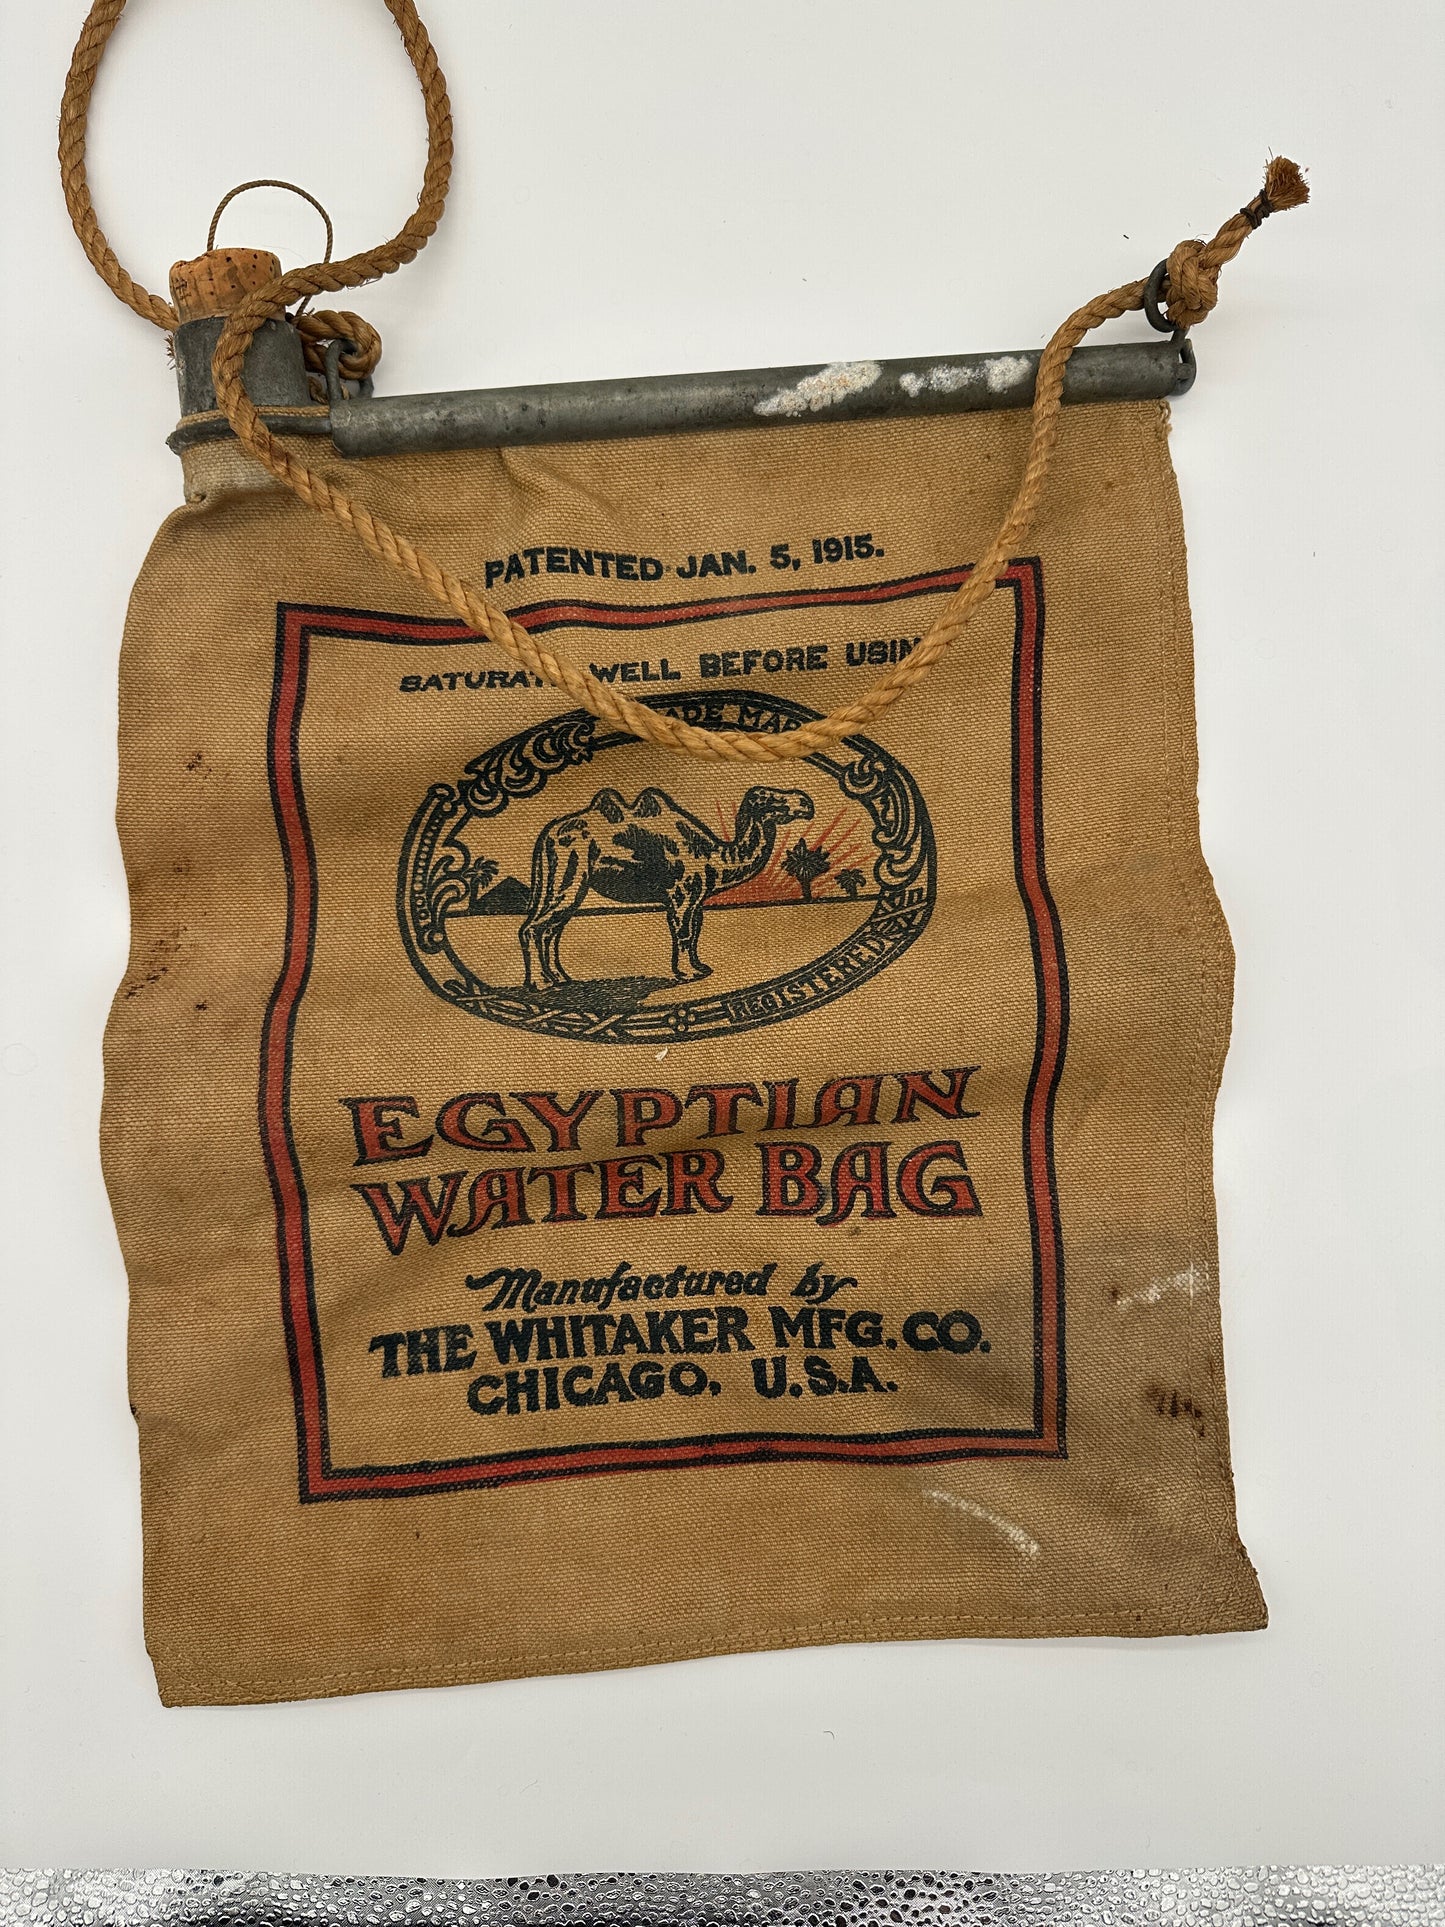 PATENTED JAN. 5, 1915.
WELL BEFORE
REGISTERED
EGYPTIAN
WATER BAG
Manufactured by
THE WHITAKER MFG. CO.
CHICAGO, U.S.A.